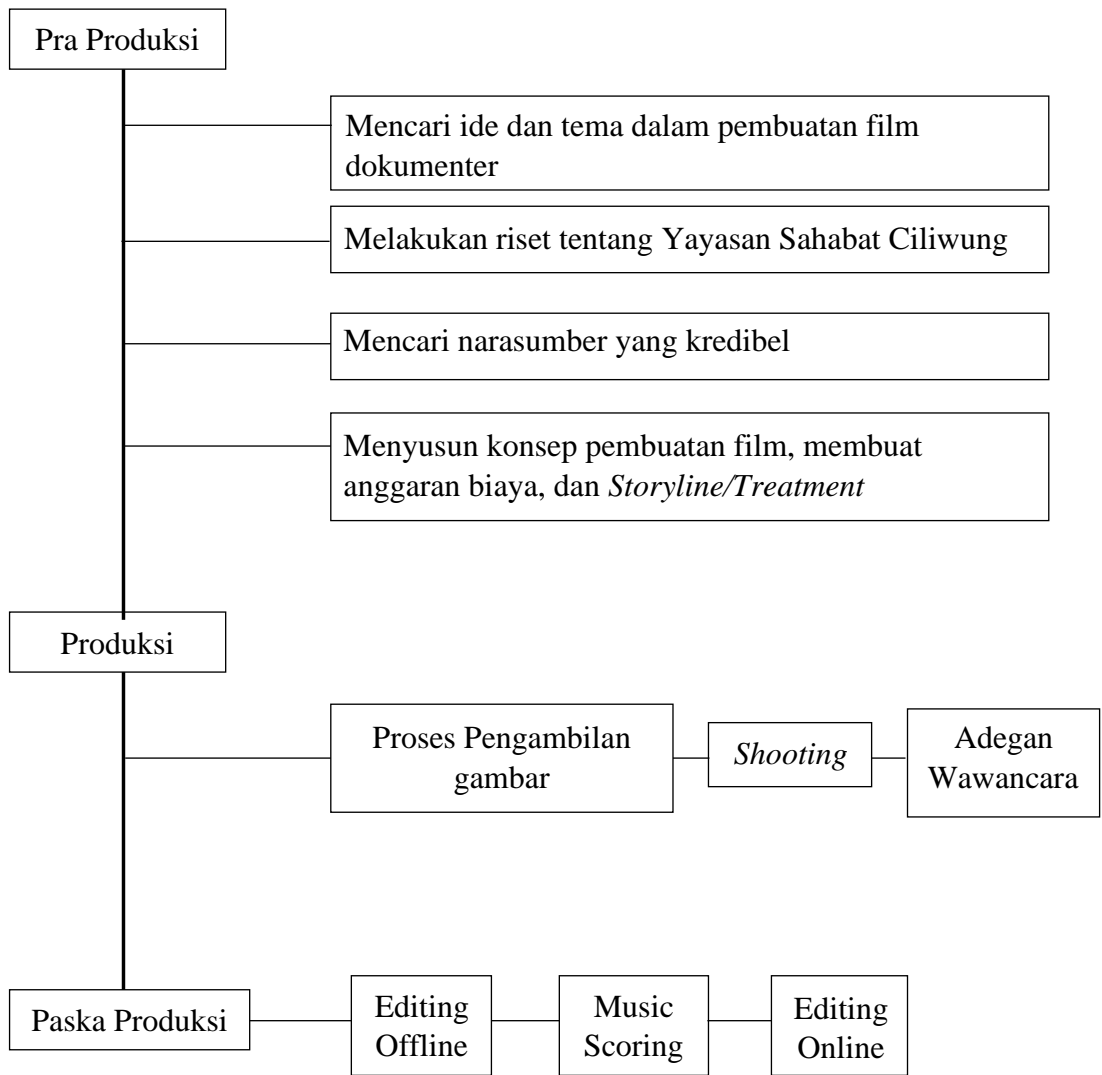 Pra Produksi
Mencari ide dan tema dalam pembuatan film
dokumenter
Melakukan riset tentang Yayasan Sahabat Ciliwung
Mencari narasumber yang kredibel
Menyusun konsep pembuatan film, membuat
anggaran biaya, dan Storyline/Treatment
Produksi
Proses Pengambilan
gambar
Shooting
Adegan
Wawancara
Paska Produksi
Editing
Offline
Music
Scoring
Editing
Online